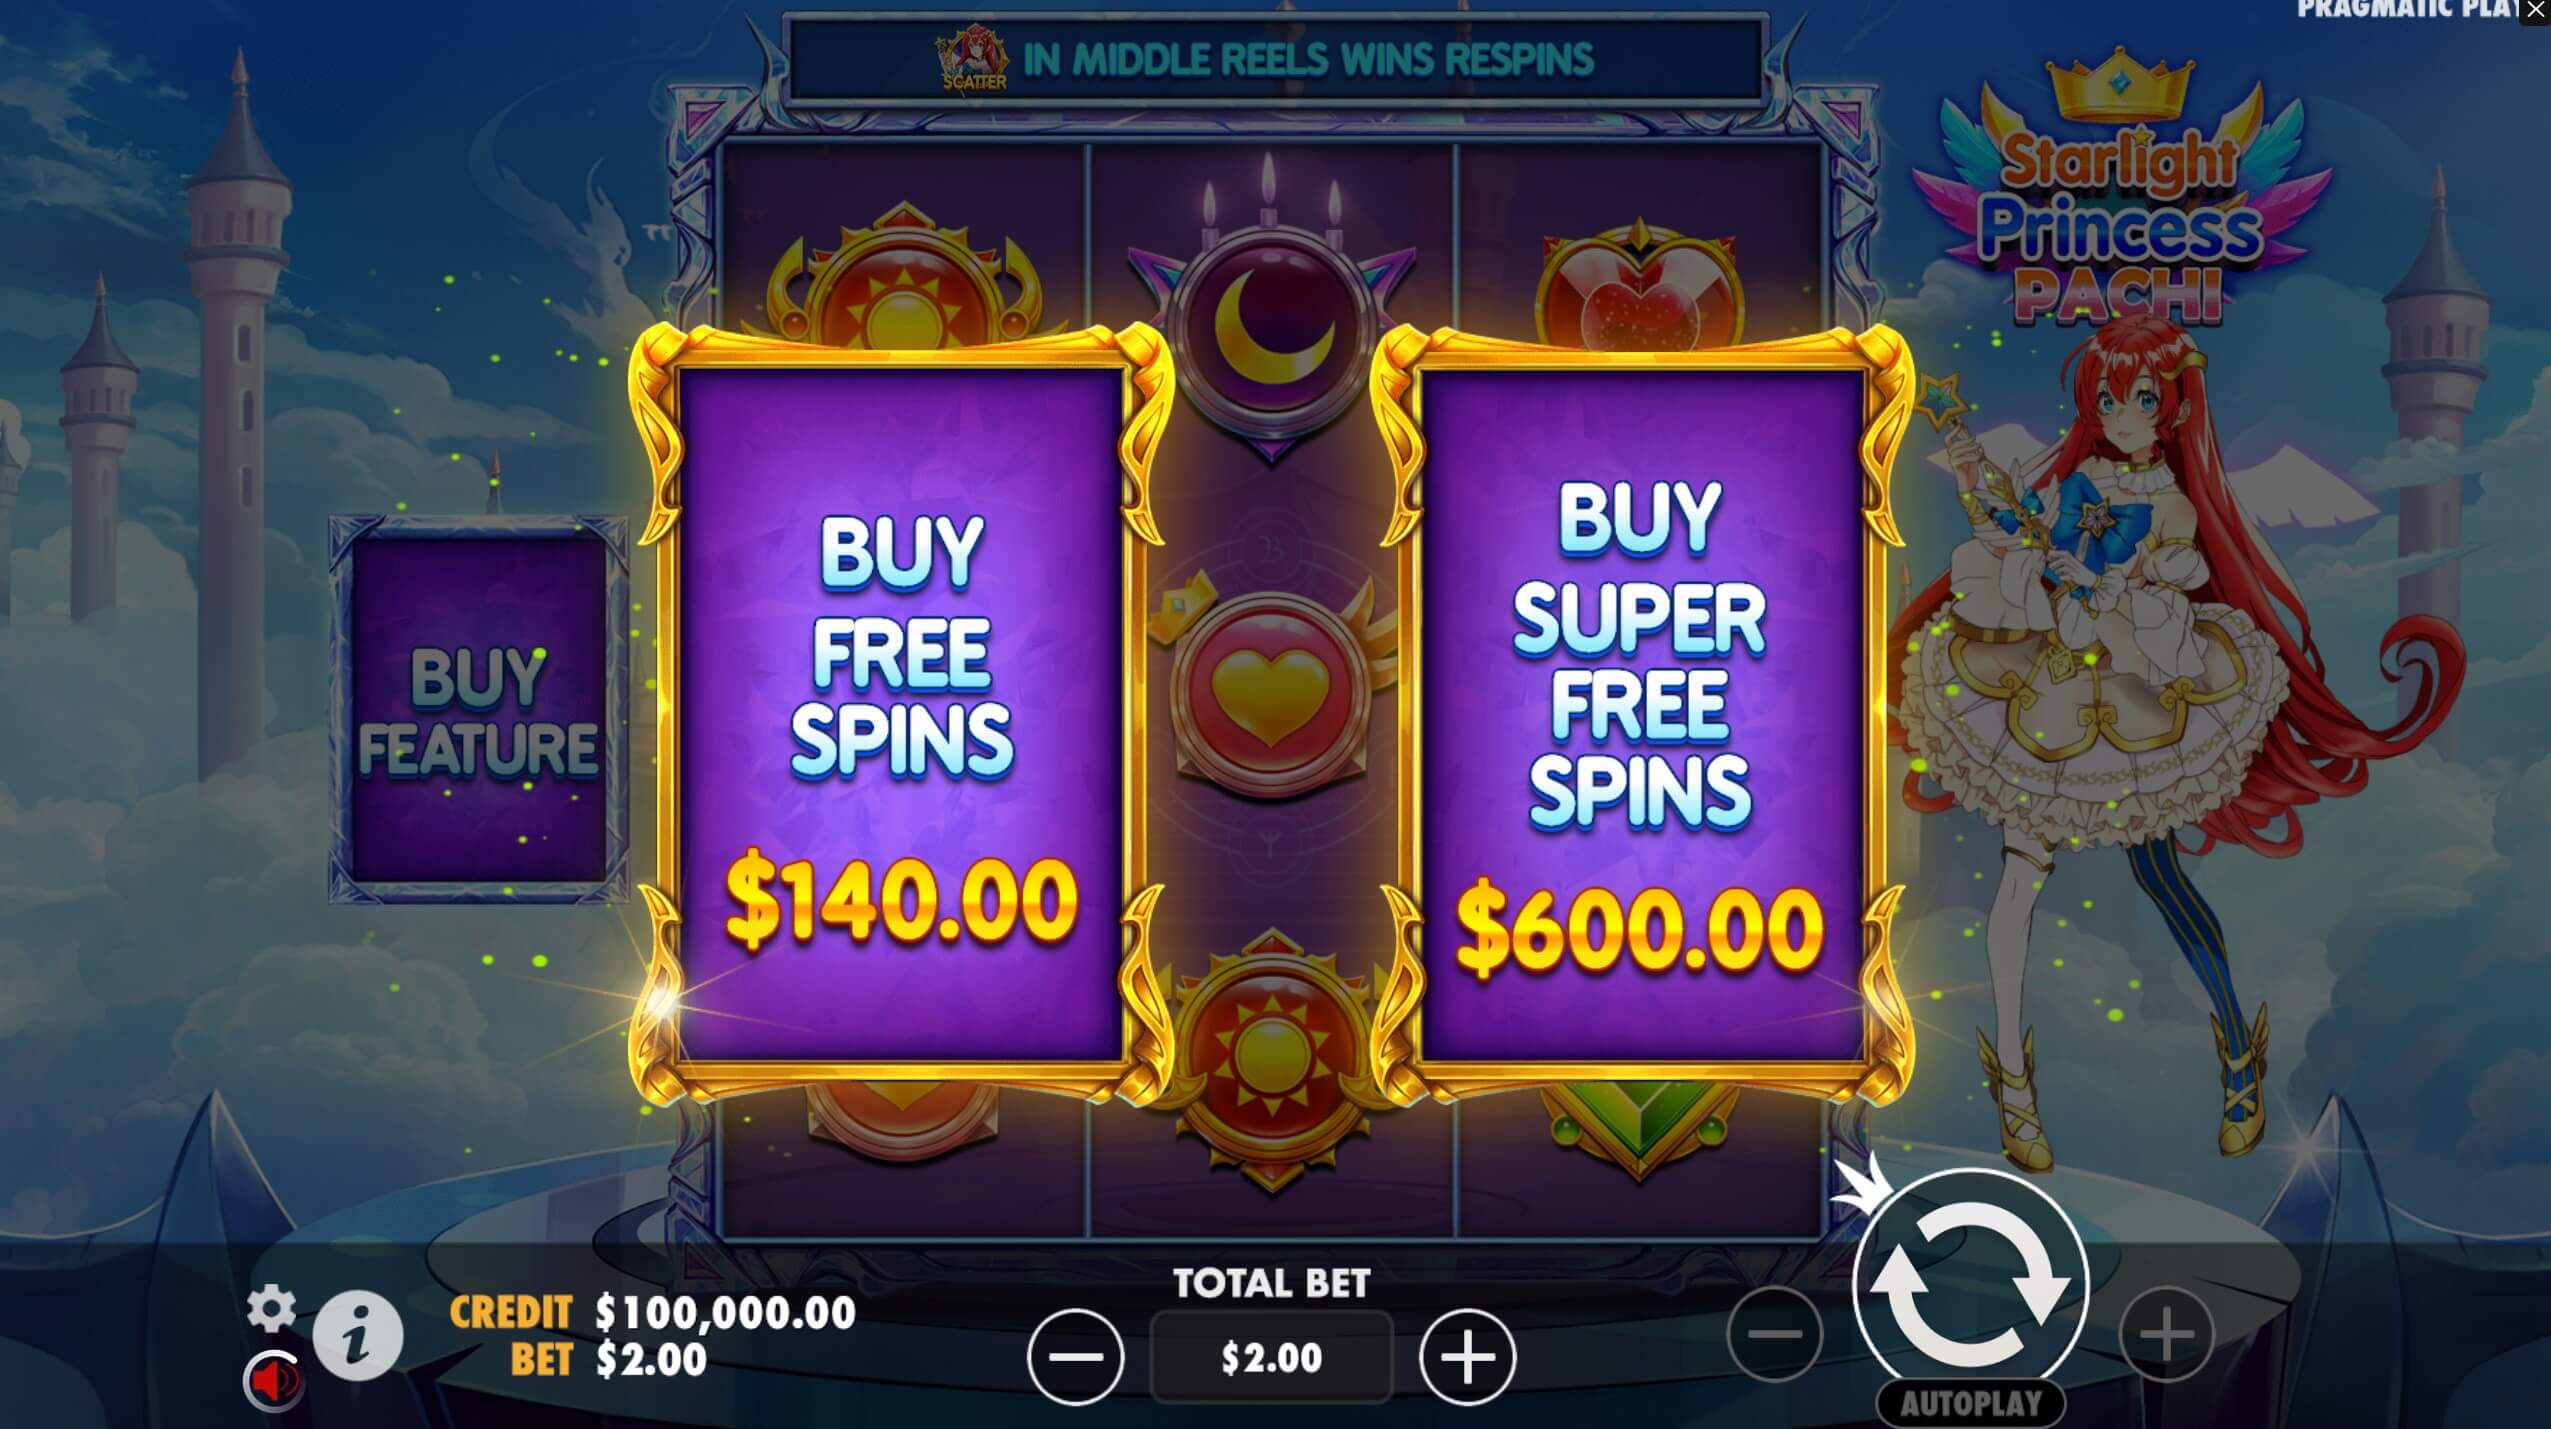 PRAGMATIC PLAY
SCATTER IN MIDDLE REELS WINS RESPINS
Starlight
Princess
PACHI
BUY
FEATURE
BUY
FREE
SPINS
$140.00
BUY
SUPER
FREE
SPINS
$600.00
CREDIT $100,000.00
BET $2.00
TOTAL BET
$2.00
AUTOPLAY